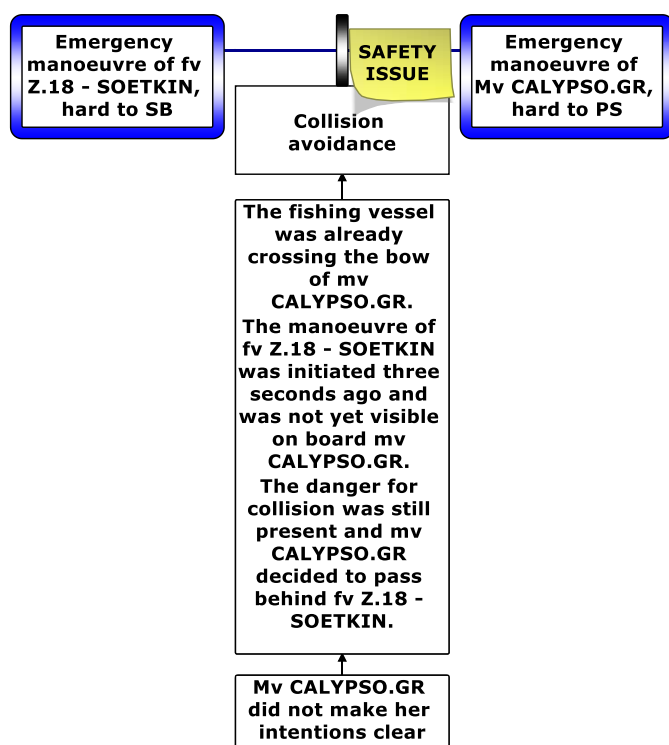 Emergency
manoeuvre of fv
Z.18 - SOETKIN,
hard to SB
SAFETY
ISSUE
Emergency
manoeuvre of
Mv CALYPSO.GR,
hard to PS
Collision
avoidance
The fishing vessel
was already
crossing the bow
of mv
CALYPSO.GR.
The manoeuvre of
fv Z.18 - SOETKIN
was initiated three
seconds ago and
was not yet visible
on board mv
CALYPSO.GR.
The danger for
collision was still
present and mv
CALYPSO.GR
decided to pass
behind fv Z.18 -
SOETKIN.
Mv CALYPSO.GR
did not make her
intentions clear